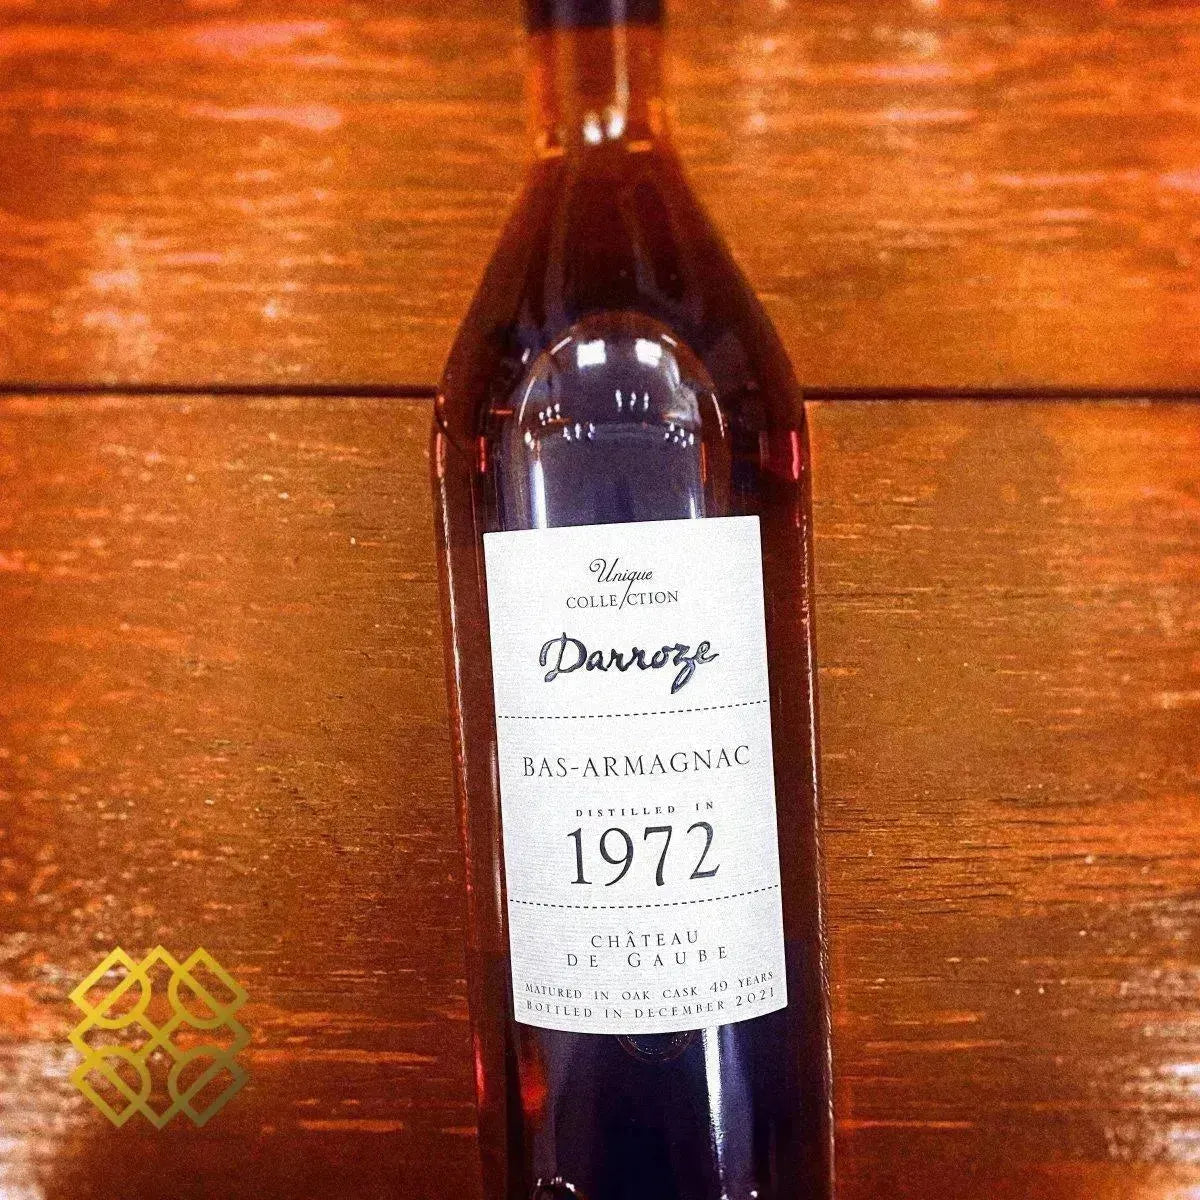 Unique
COLLECTION
Darroze
BAS-ARMAGNAC
DISTILLED IN
1972
CHÂTEAU
DE GAUBE
MATURED IN OAK CASK 49 YEARS
BOTTLED IN DECEMBER 2021